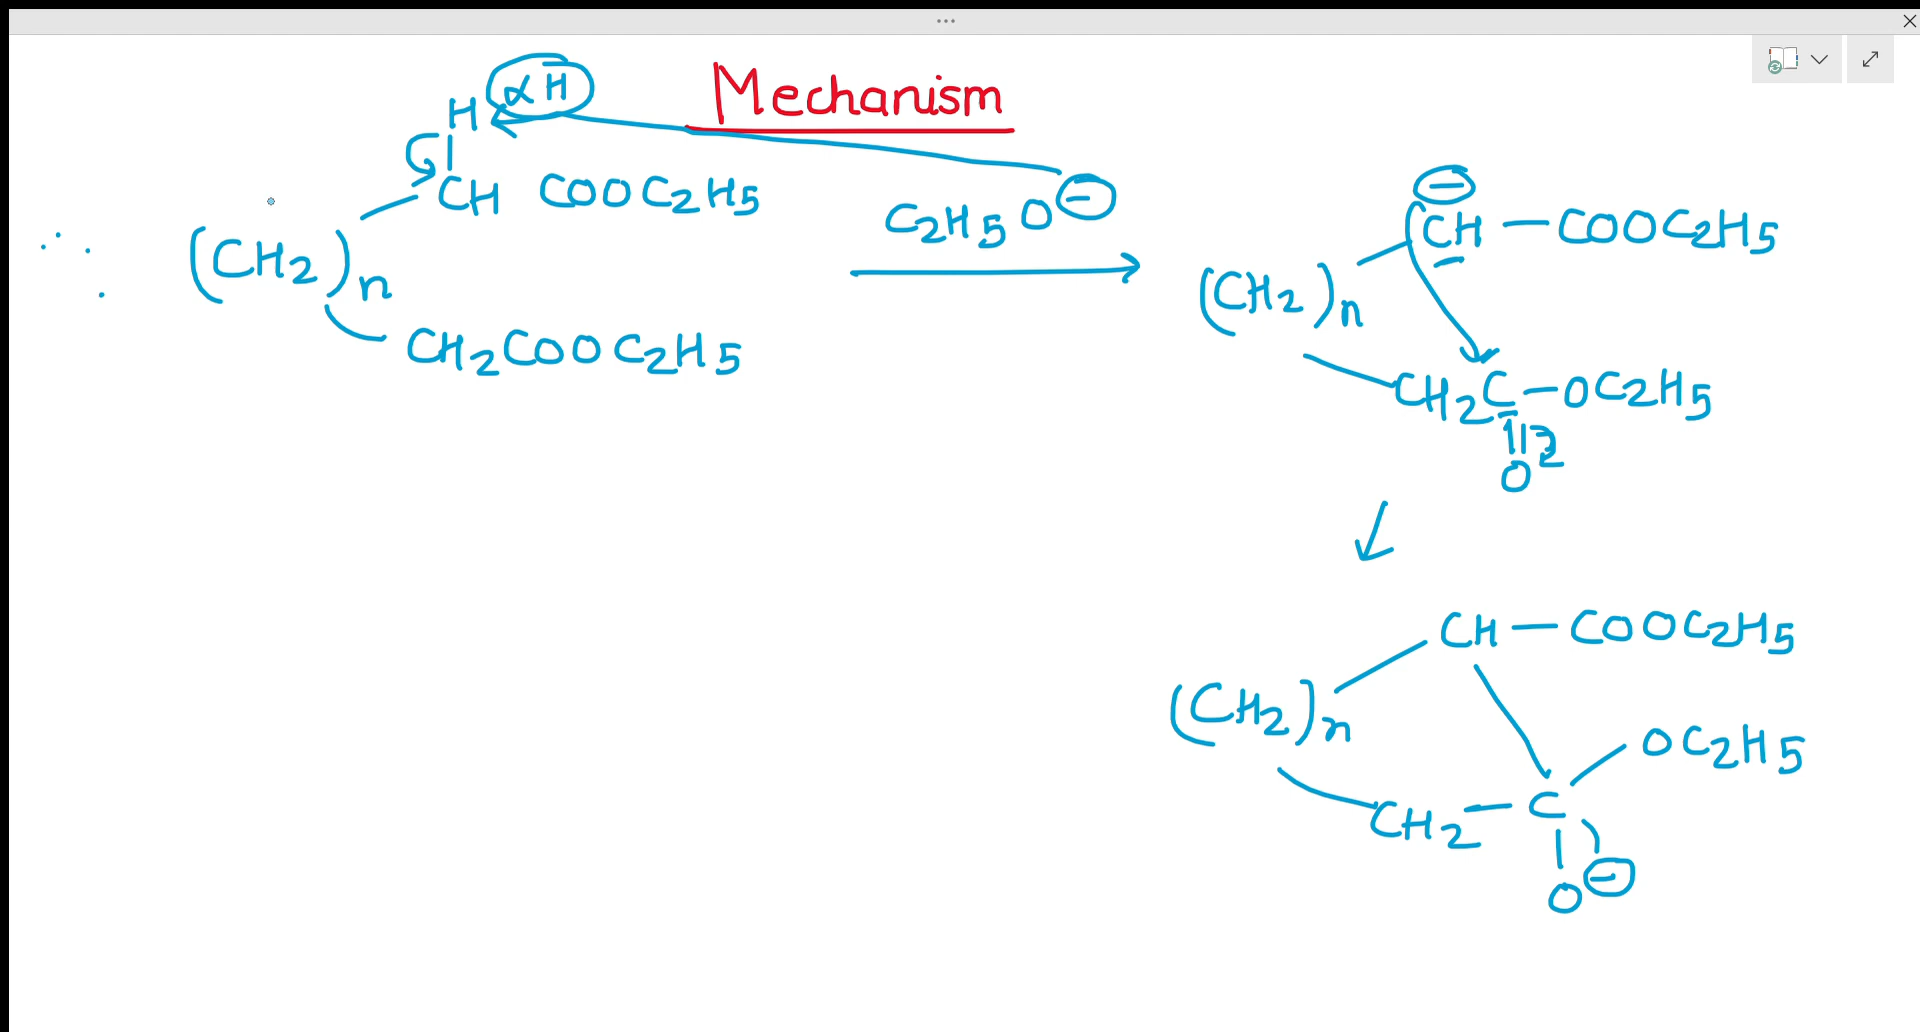 Mechanism
αH
H
CH COOC2H5
(CH2)n
CH2COOC2H5
C2H5O⊖
⊖
CH — COOC2H5
(CH2)n
CH2C — OC2H5
O
CH — COOC2H5
(CH2)n
OC2H5
CH2 — C
O⊖